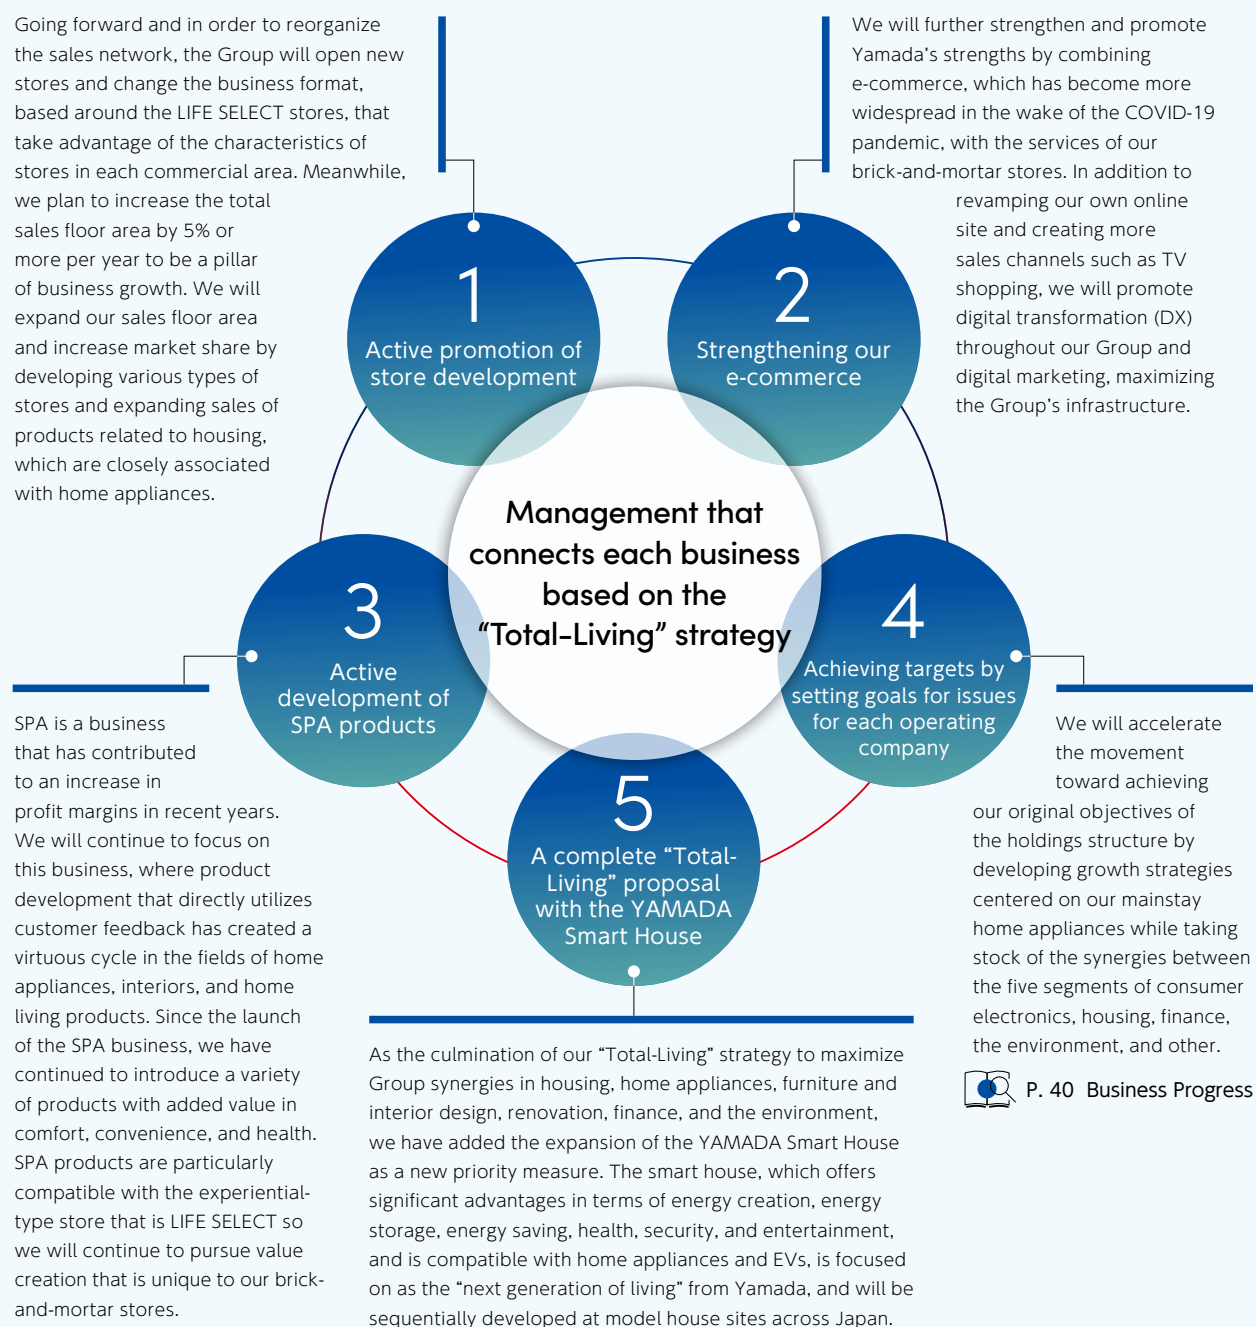 Going forward and in order to reorganize
the sales network, the Group will open new
stores and change the business format,
based around the LIFE SELECT stores, that
take advantage of the characteristics of
stores in each commercial area. Meanwhile,
we plan to increase the total
sales floor area by 5% or
more per year to be a pillar
of business growth. We will
expand our sales floor area
and increase market share by
developing various types of
stores and expanding sales of
products related to housing,
which are closely associated
with home appliances.
We will further strengthen and promote
Yamada's strengths by combining
e-commerce, which has become more
widespread in the wake of the COVID-19
pandemic, with the services of our
brick-and-mortar stores. In addition to
revamping our own online
site and creating more
sales channels such as TV
shopping, we will promote
digital transformation (DX)
throughout our Group and
digital marketing, maximizing
the Group's infrastructure.
1
Active promotion of
store development
2
Strengthening our
e-commerce
Management that
connects each business
based on the
“Total-Living” strategy
3
Active
development of
SPA products
4
Achieving targets by
setting goals for issues
for each operating
company
5
A complete “Total-
Living” proposal
with the YAMADA
Smart House
SPA is a business
that has contributed
to an increase in
profit margins in recent years.
We will continue to focus on
this business, where product
development that directly utilizes
customer feedback has created a
virtuous cycle in the fields of home
appliances, interiors, and home
living products. Since the launch
of the SPA business, we have
continued to introduce a variety
of products with added value in
comfort, convenience, and health.
SPA products are particularly
compatible with the experiential-
type store that is LIFE SELECT so
we will continue to pursue value
creation that is unique to our brick-
and-mortar stores.
As the culmination of our “Total-Living” strategy to maximize
Group synergies in housing, home appliances, furniture and
interior design, renovation, finance, and the environment,
we have added the expansion of the YAMADA Smart House
as a new priority measure. The smart house, which offers
significant advantages in terms of energy creation, energy
storage, energy saving, health, security, and entertainment,
and is compatible with home appliances and EVs, is focused
on as the “next generation of living” from Yamada, and will be
sequentially developed at model house sites across Japan.
We will accelerate
the movement
toward achieving
our original objectives of
the holdings structure by
developing growth strategies
centered on our mainstay
home appliances while taking
stock of the synergies between
the five segments of consumer
electronics, housing, finance,
the environment, and other.
P. 40 Business Progress